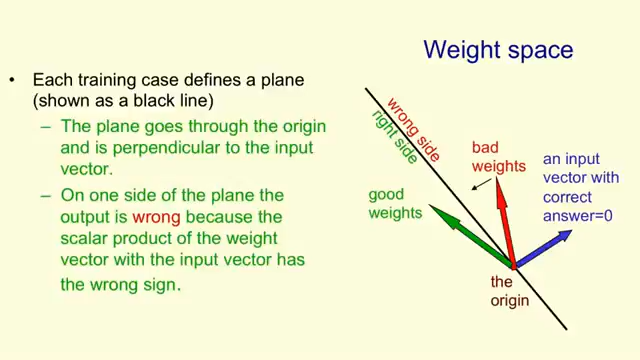 Weight space
• Each training case defines a plane
(shown as a black line)
– The plane goes through the origin
and is perpendicular to the input
vector.
– On one side of the plane the
output is wrong because the
scalar product of the weight
vector with the input vector has
the wrong sign.
wrong side
right side
bad
weights
an input
vector with
correct
answer=0
good
weights
the
origin